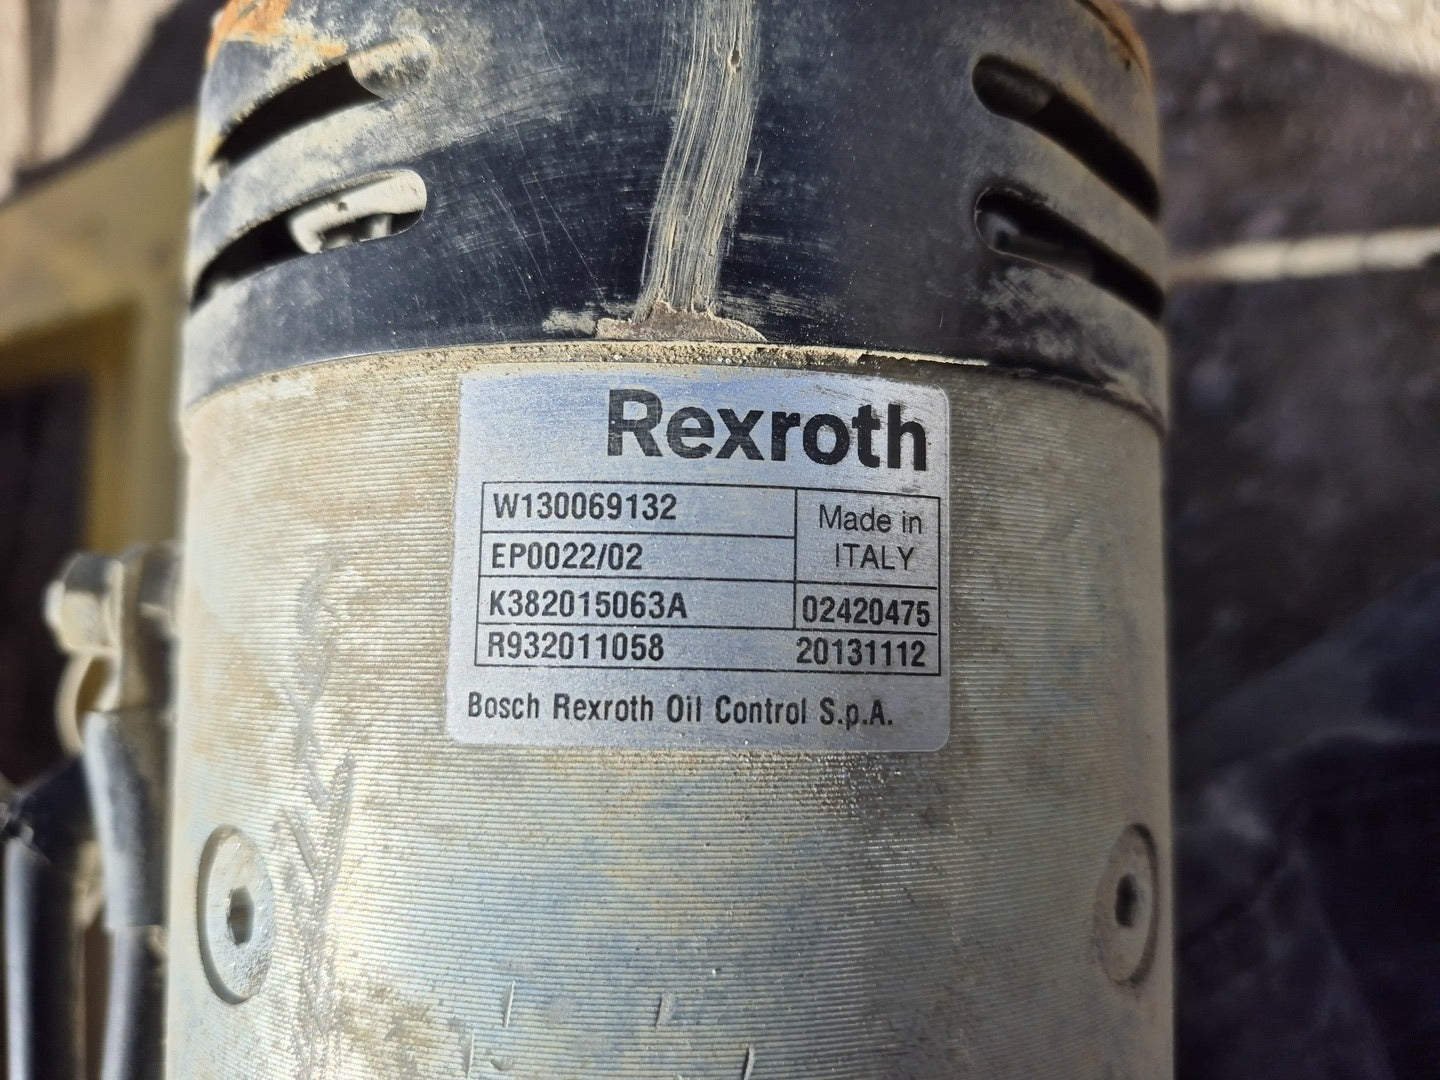 Rexroth
W130069132
Made in
ITALY
EP0022/02
K382015063A 02420475
R932011058 20131112
Bosch Rexroth Oil Control S.p.A.